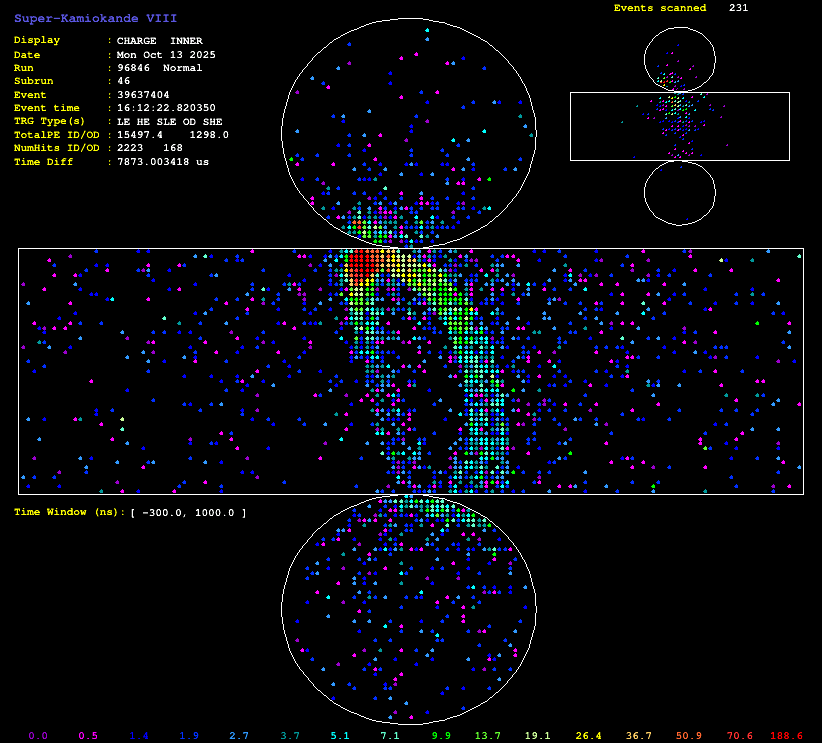 Super-Kamiokande VIII
Events scanned 231
Display : CHARGE INNER
Date : Mon Oct 13 2025
Run : 96846 Normal
Subrun : 46
Event : 39637404
Event time : 16:12:22.820350
TRG Type(s) : LE HE SLE OD SHE
TotalPE ID/OD : 15497.4 1298.0
NumHits ID/OD : 2223 168
Time Diff : 7873.003418 us
Time Window (ns): [ -300.0, 1000.0 ]
0.0 0.5 1.4 1.9 2.7 3.7 5.1 7.1 9.9 13.7 19.1 26.4 36.7 50.9 70.6 188.6